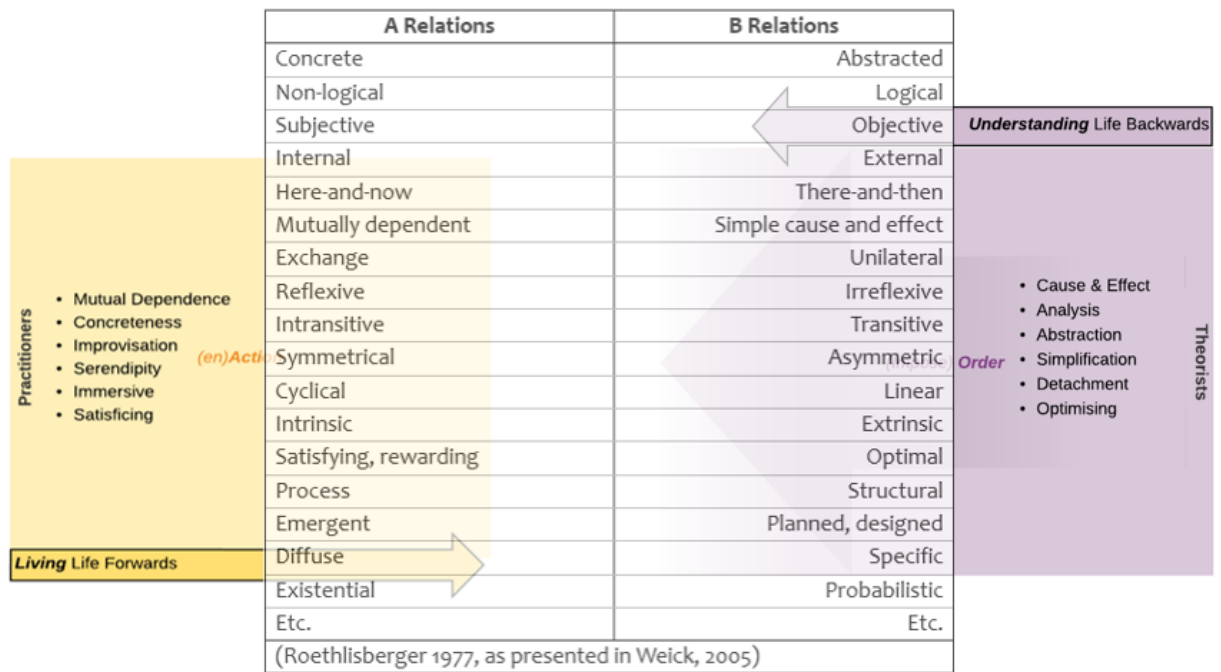 A Relations B Relations
Concrete Abstracted
Non-logical Logical
Subjective Objective
Internal External
Here-and-now There-and-then
Mutually dependent Simple cause and effect
Exchange Unilateral
Reflexive Irreflexive
Intransitive Transitive
Symmetrical Asymmetric
Cyclical Linear
Intrinsic Extrinsic
Satisfying, rewarding Optimal
Process Structural
Emergent Planned, designed
Diffuse Specific
Existential Probabilistic
Etc. Etc.
(Roethlisberger 1977, as presented in Weick, 2005)
Practitioners
• Mutual Dependence
• Concreteness
• Improvisation
• Serendipity
• Immersive
• Satisficing
(en)Action
Living Life Forwards
Understanding Life Backwards
(impose) Order
• Cause & Effect
• Analysis
• Abstraction
• Simplification
• Detachment
• Optimising
Theorists